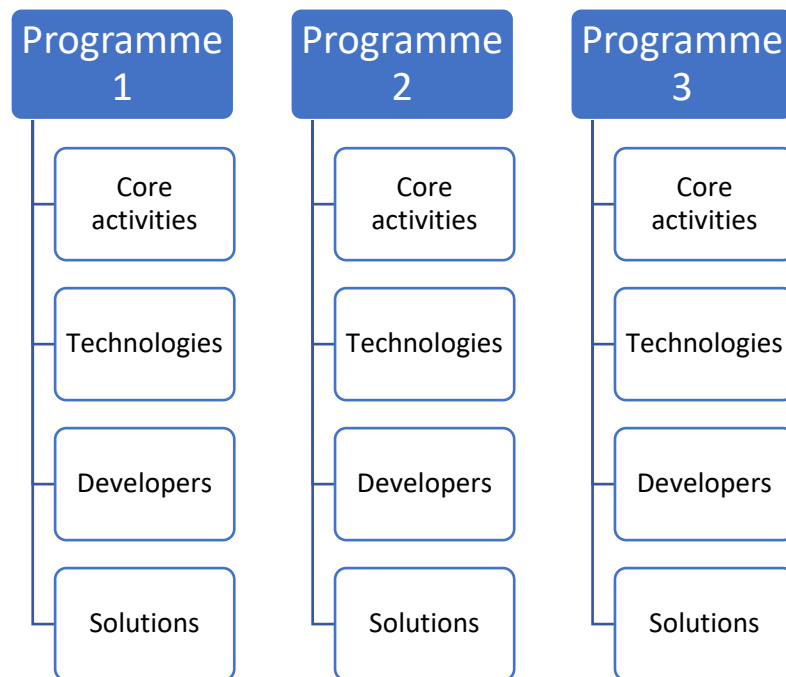 Programme
1
Core
activities
Technologies
Developers
Solutions
Programme
2
Core
activities
Technologies
Developers
Solutions
Programme
3
Core
activities
Technologies
Developers
Solutions